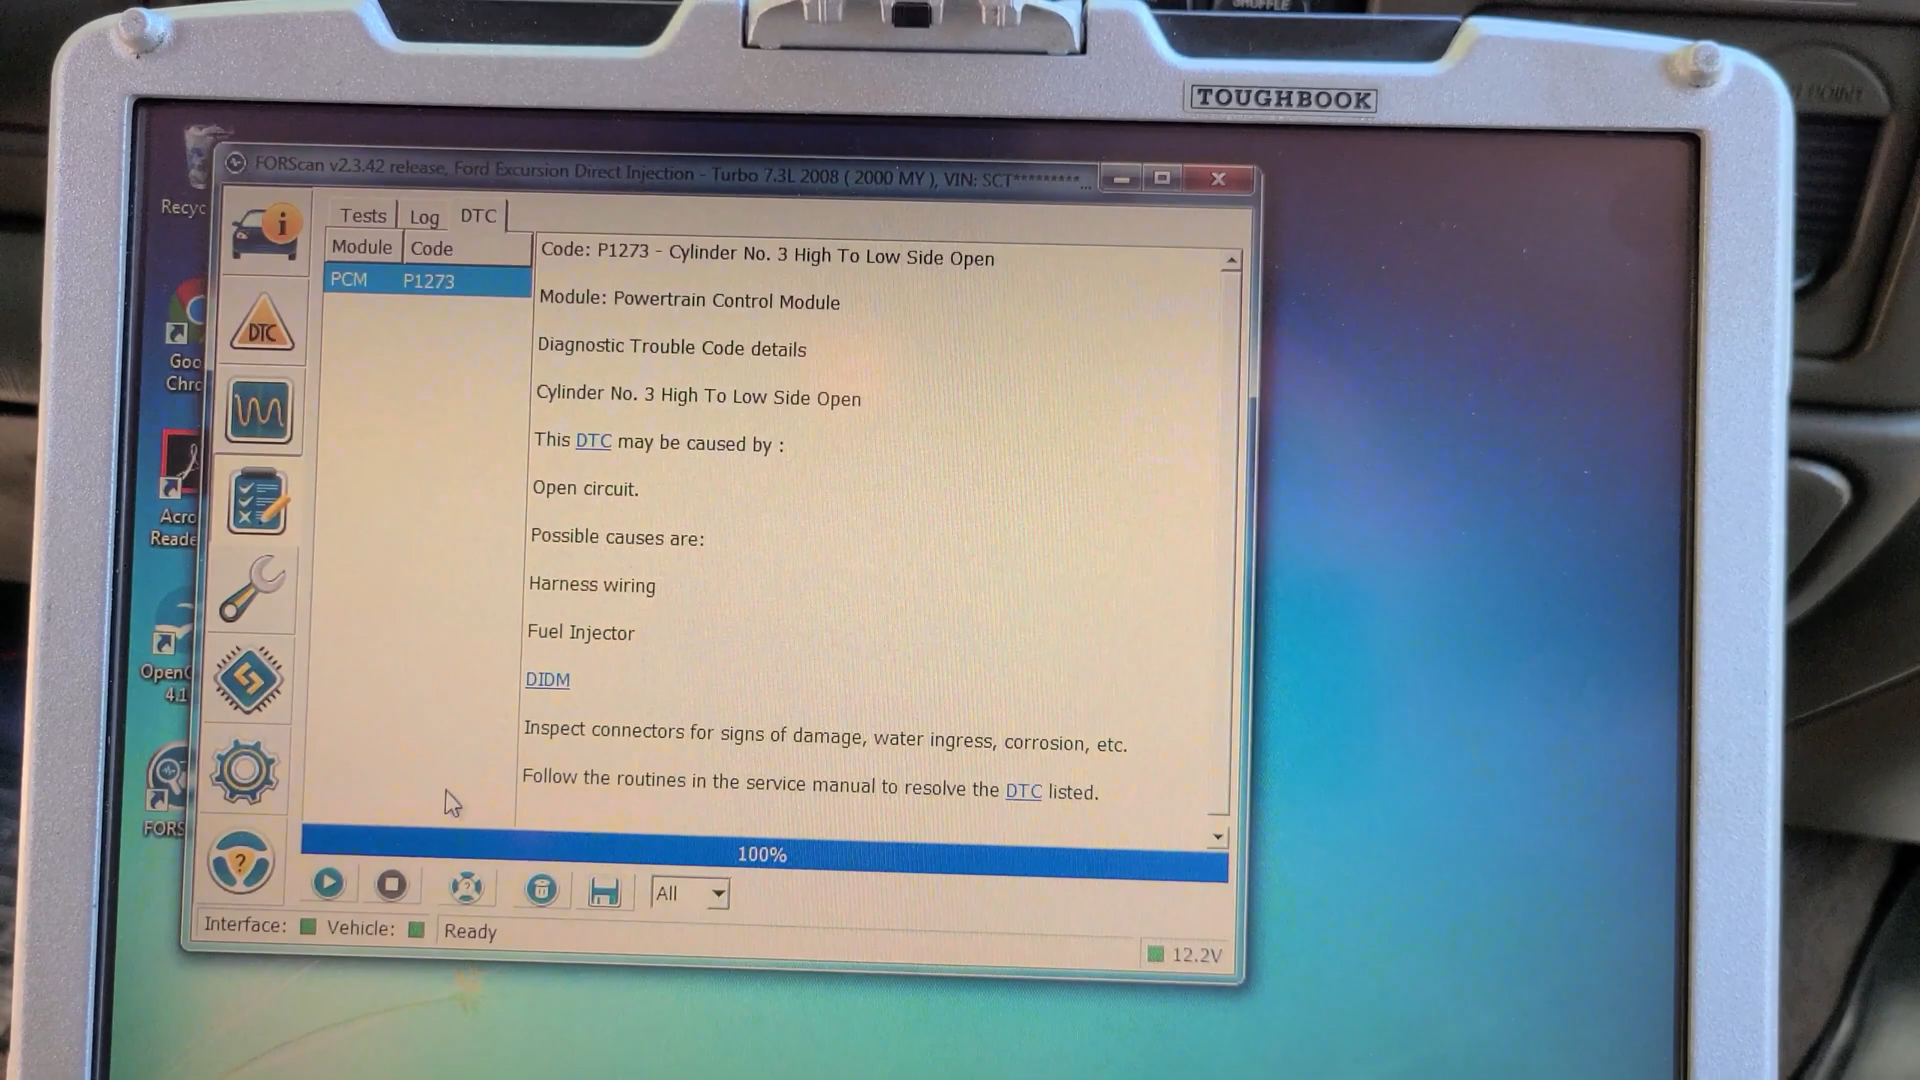 SHUFFLE
TOUGHBOOK
FORScan v2.3.42 release, Ford Excursion Direct Injection - Turbo 7.3L 2008 ( 2000 MY ), VIN: SCT*********...
Recyc
Tests Log DTC
Module Code
PCM P1273
Code: P1273 - Cylinder No. 3 High To Low Side Open
Module: Powertrain Control Module
Diagnostic Trouble Code details
Cylinder No. 3 High To Low Side Open
This DTC may be caused by :
Open circuit.
Possible causes are:
Harness wiring
Fuel Injector
DIDM
Inspect connectors for signs of damage, water ingress, corrosion, etc.
Follow the routines in the service manual to resolve the DTC listed.
i
DTC
?
Goo
Chro
Acro
Reade
OpenO
4.1
FORS
100%
All
Interface: Vehicle: Ready
12.2V